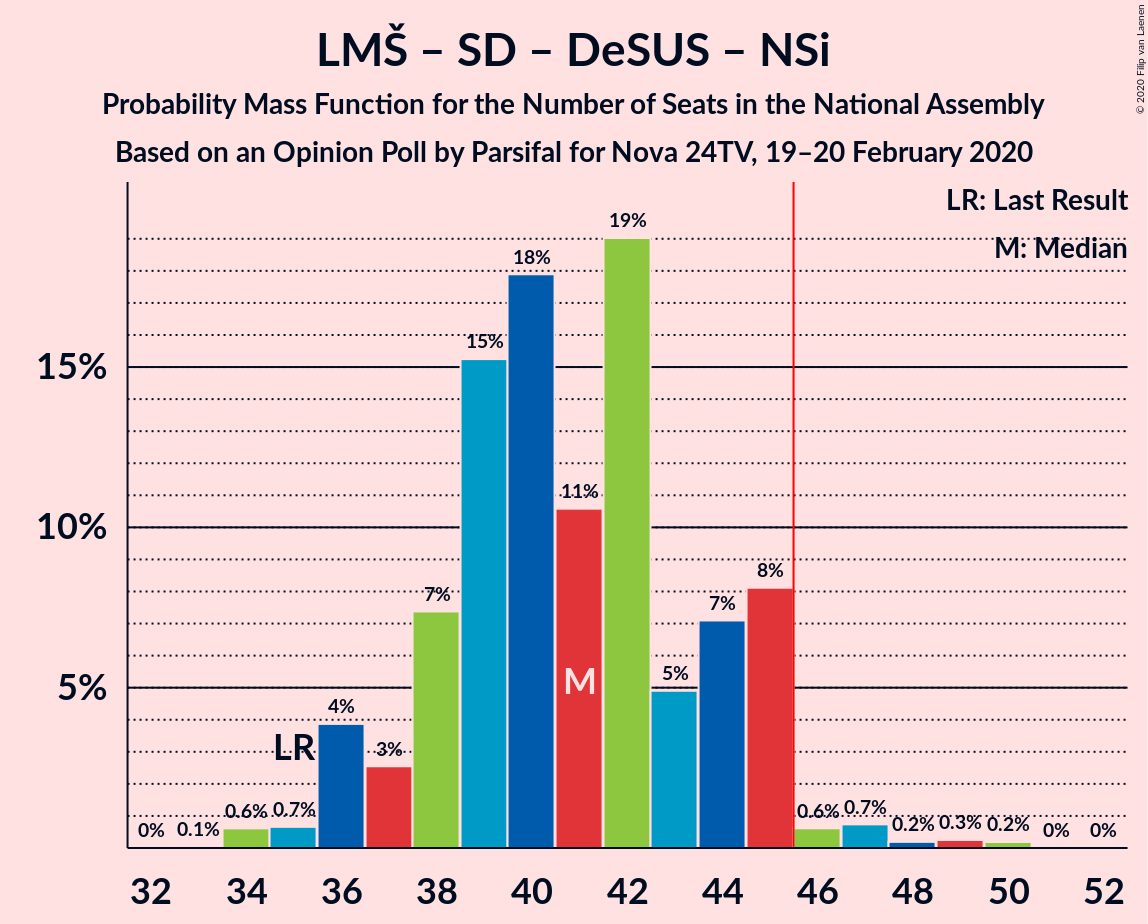 LMŠ – SD – DeSUS – NSi
Probability Mass Function for the Number of Seats in the National Assembly
Based on an Opinion Poll by Parsifal for Nova 24TV, 19–20 February 2020
© 2020 Filip van Laenen
LR: Last Result
M: Median
19%
18%
15%
15%
11%
10%
8%
7%
7%
5%
5%
M
4%
LR
3%
0%
0.1%
0.6%
0.7%
0.6%
0.7%
0.2%
0.3%
0.2%
0%
0%
32 34 36 38 40 42 44 46 48 50 52